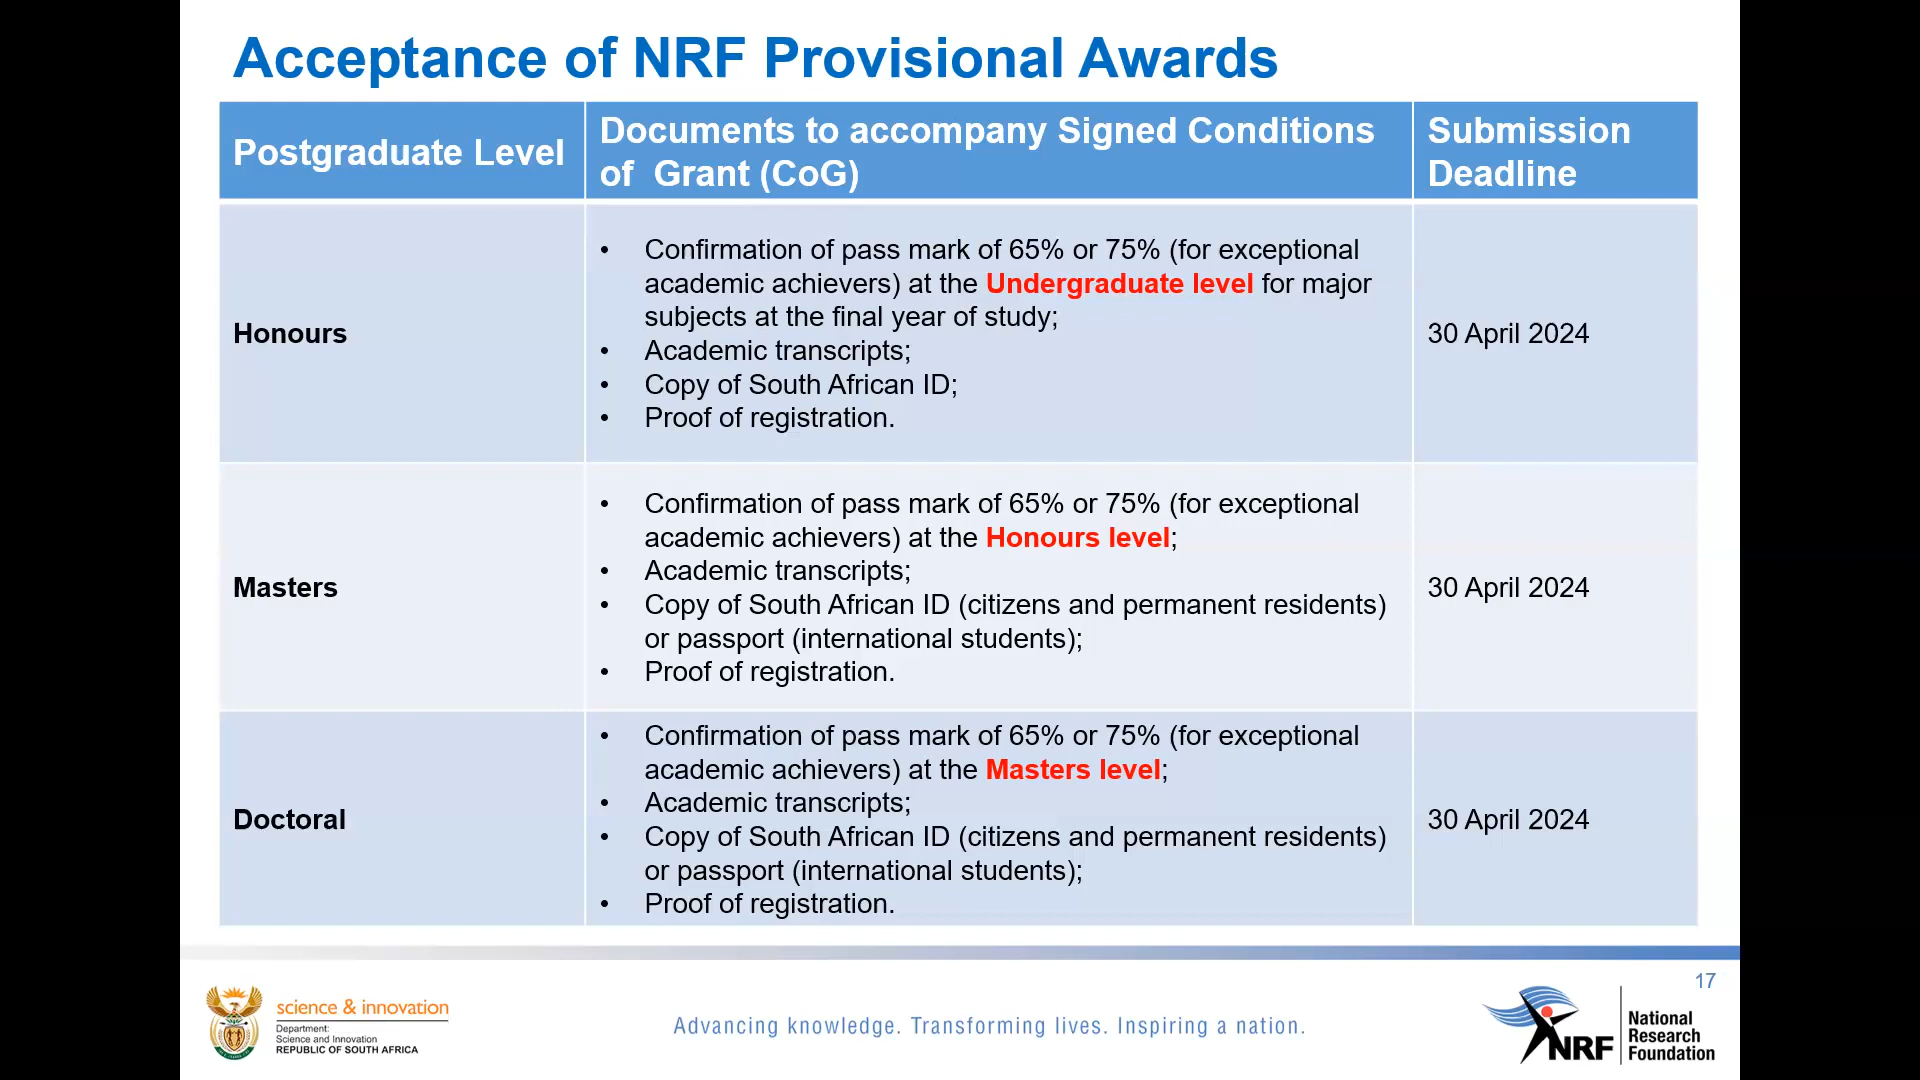 Acceptance of NRF Provisional Awards
Postgraduate Level
Documents to accompany Signed Conditions
of  Grant (CoG)
Submission
Deadline
Honours
• Confirmation of pass mark of 65% or 75% (for exceptional
academic achievers) at the Undergraduate level for major
subjects at the final year of study;
• Academic transcripts;
• Copy of South African ID;
• Proof of registration.
30 April 2024
Masters
• Confirmation of pass mark of 65% or 75% (for exceptional
academic achievers) at the Honours level;
• Academic transcripts;
• Copy of South African ID (citizens and permanent residents)
or passport (international students);
• Proof of registration.
30 April 2024
Doctoral
• Confirmation of pass mark of 65% or 75% (for exceptional
academic achievers) at the Masters level;
• Academic transcripts;
• Copy of South African ID (citizens and permanent residents)
or passport (international students);
• Proof of registration.
30 April 2024
17
science & innovation
Department:
Science and Innovation
REPUBLIC OF SOUTH AFRICA
Advancing knowledge. Transforming lives. Inspiring a nation.
NRF
National
Research
Foundation